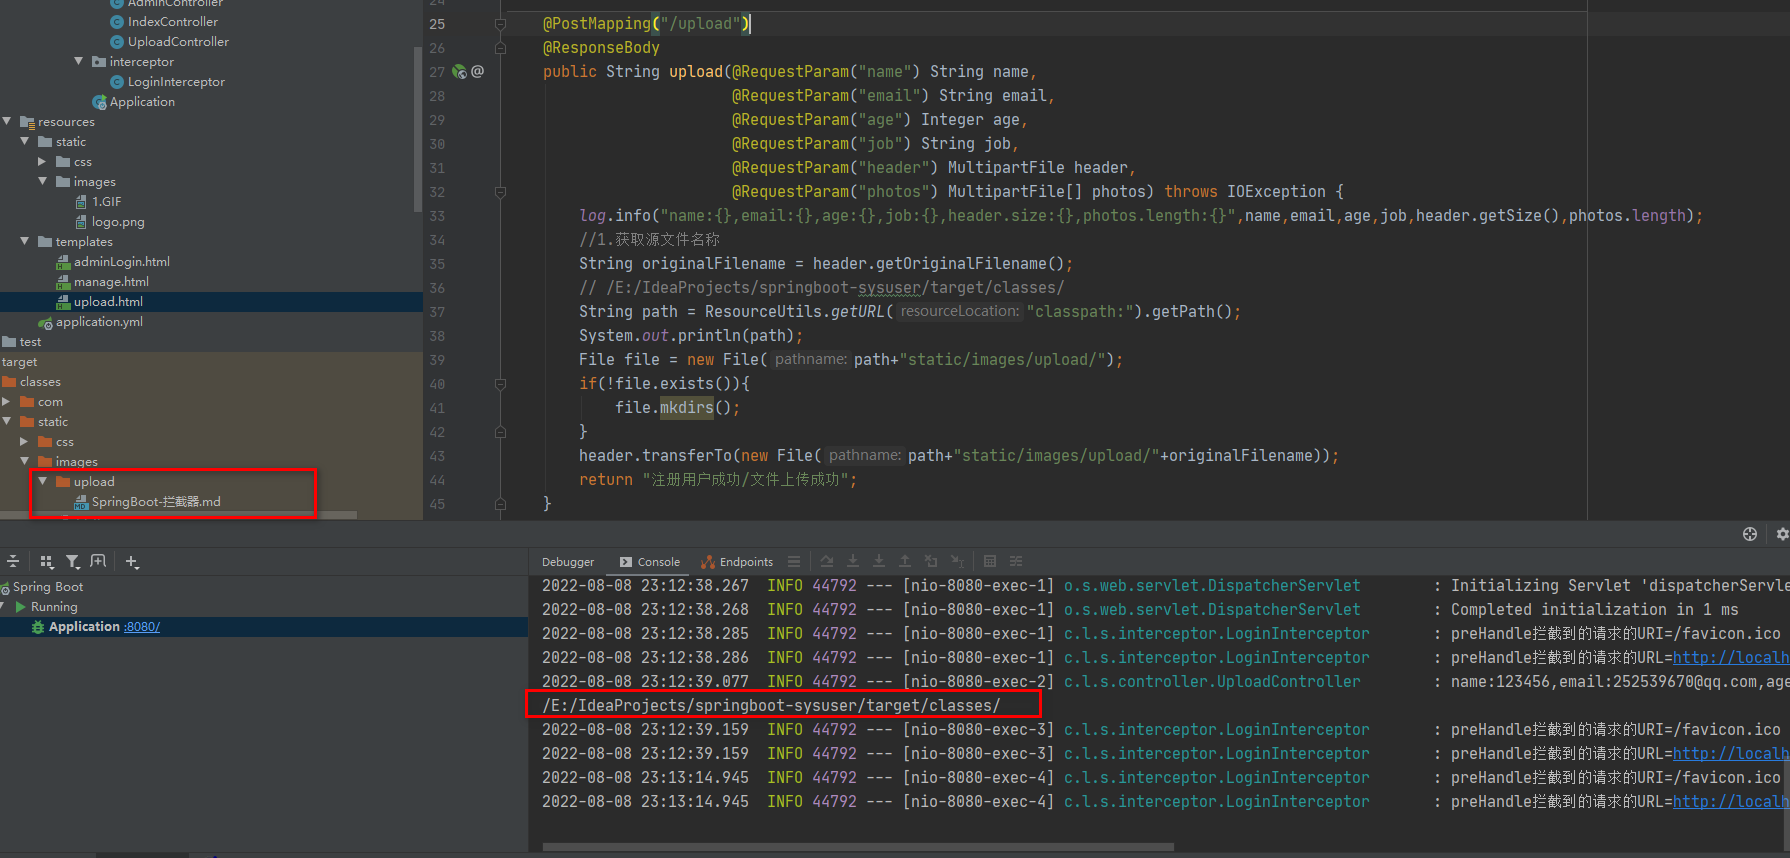 AdminController
IndexController
UploadController
interceptor
LoginInterceptor
Application
resources
static
css
images
1.GIF
logo.png
templates
adminLogin.html
manage.html
upload.html
application.yml
test
target
classes
com
static
css
images
upload
SpringBoot-拦截器.md
24
25 @PostMapping("/upload")
26 @ResponseBody
27 public String upload(@RequestParam("name") String name,
28 @RequestParam("email") String email,
29 @RequestParam("age") Integer age,
30 @RequestParam("job") String job,
31 @RequestParam("header") MultipartFile header,
32 @RequestParam("photos") MultipartFile[] photos) throws IOException {
33 log.info("name:{},email:{},age:{},job:{},header.size:{},photos.length:{}",name,email,age,job,header.getSize(),photos.length);
34 //1.获取源文件名称
35 String originalFilename = header.getOriginalFilename();
36 // /E:/IdeaProjects/springboot-sysuser/target/classes/
37 String path = ResourceUtils.getURL( resourceLocation: "classpath:").getPath();
38 System.out.println(path);
39 File file = new File( pathname: path+"static/images/upload/");
40 if(!file.exists()){
41 file.mkdirs();
42 }
43 header.transferTo(new File( pathname: path+"static/images/upload/"+originalFilename));
44 return "注册用户成功/文件上传成功";
45 }
Spring Boot
Running
Application :8080/
Debugger Console Endpoints
2022-08-08 23:12:38.267 INFO 44792 --- [nio-8080-exec-1] o.s.web.servlet.DispatcherServlet : Initializing Servlet 'dispatcherServle
2022-08-08 23:12:38.268 INFO 44792 --- [nio-8080-exec-1] o.s.web.servlet.DispatcherServlet : Completed initialization in 1 ms
2022-08-08 23:12:38.285 INFO 44792 --- [nio-8080-exec-1] c.l.s.interceptor.LoginInterceptor : preHandle拦截到的请求的URI=/favicon.ico
2022-08-08 23:12:38.286 INFO 44792 --- [nio-8080-exec-1] c.l.s.interceptor.LoginInterceptor : preHandle拦截到的请求的URL=http://localh
2022-08-08 23:12:39.077 INFO 44792 --- [nio-8080-exec-2] c.l.s.controller.UploadController : name:123456,email:252539670@qq.com,age
/E:/IdeaProjects/springboot-sysuser/target/classes/
2022-08-08 23:12:39.159 INFO 44792 --- [nio-8080-exec-3] c.l.s.interceptor.LoginInterceptor : preHandle拦截到的请求的URI=/favicon.ico
2022-08-08 23:12:39.159 INFO 44792 --- [nio-8080-exec-3] c.l.s.interceptor.LoginInterceptor : preHandle拦截到的请求的URL=http://localh
2022-08-08 23:13:14.945 INFO 44792 --- [nio-8080-exec-4] c.l.s.interceptor.LoginInterceptor : preHandle拦截到的请求的URI=/favicon.ico
2022-08-08 23:13:14.945 INFO 44792 --- [nio-8080-exec-4] c.l.s.interceptor.LoginInterceptor : preHandle拦截到的请求的URL=http://localh